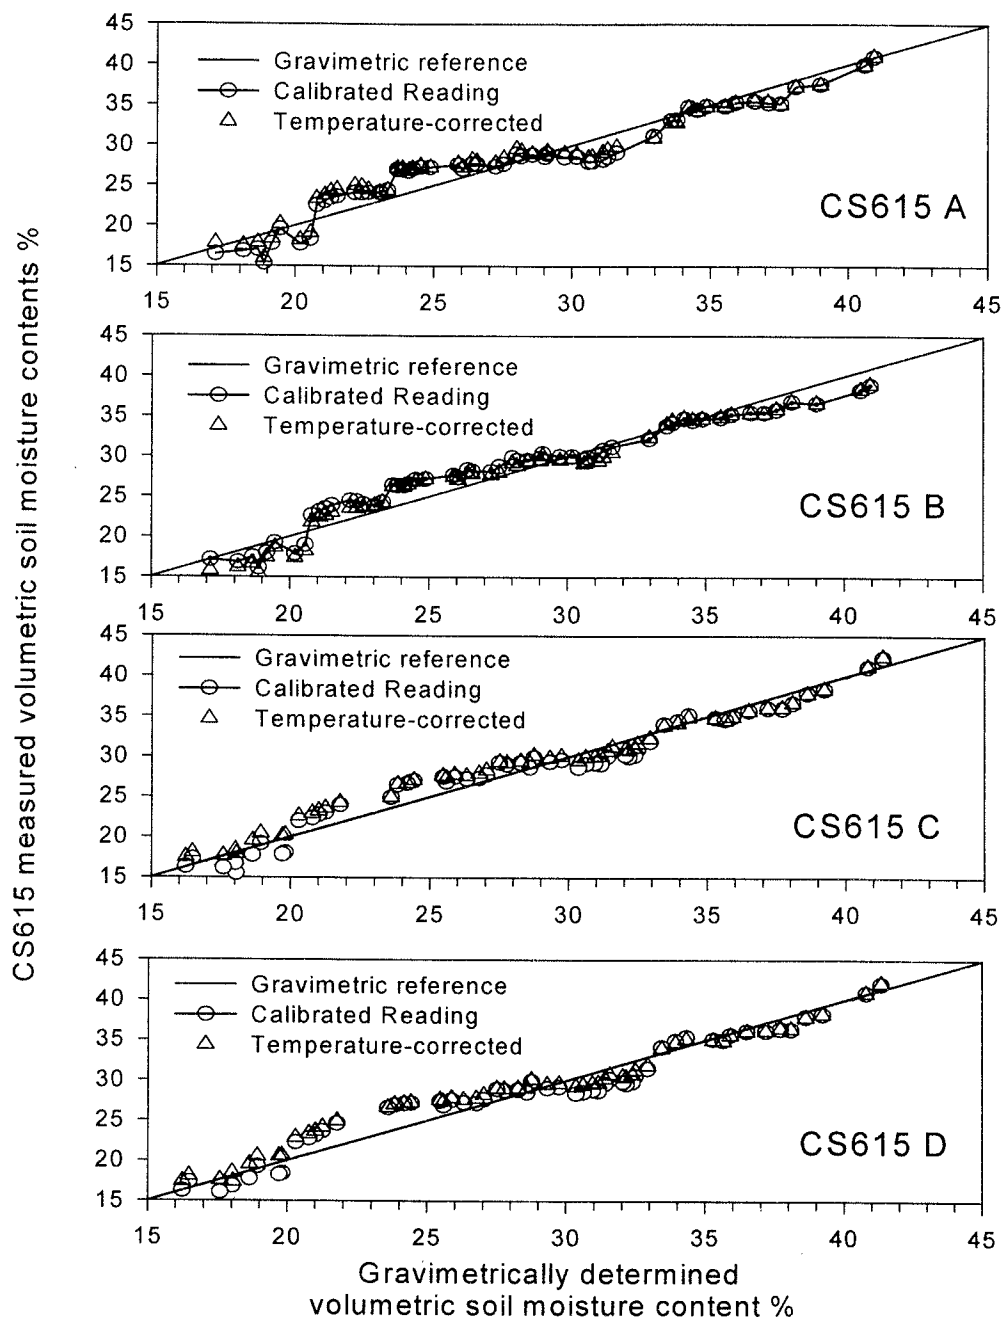 CS615 measured volumetric soil moisture contents %
45
40
35
30
25
20
15
Gravimetric reference
Calibrated Reading
Temperature-corrected
CS615 A
15 20 25 30 35 40 45
45
40
35
30
25
20
15
Gravimetric reference
Calibrated Reading
Temperature-corrected
CS615 B
15 20 25 30 35 40 45
45
40
35
30
25
20
15
Gravimetric reference
Calibrated Reading
Temperature-corrected
CS615 C
15 20 25 30 35 40 45
45
40
35
30
25
20
15
Gravimetric reference
Calibrated Reading
Temperature-corrected
CS615 D
15 20 25 30 35 40 45
Gravimetrically determined
volumetric soil moisture content %